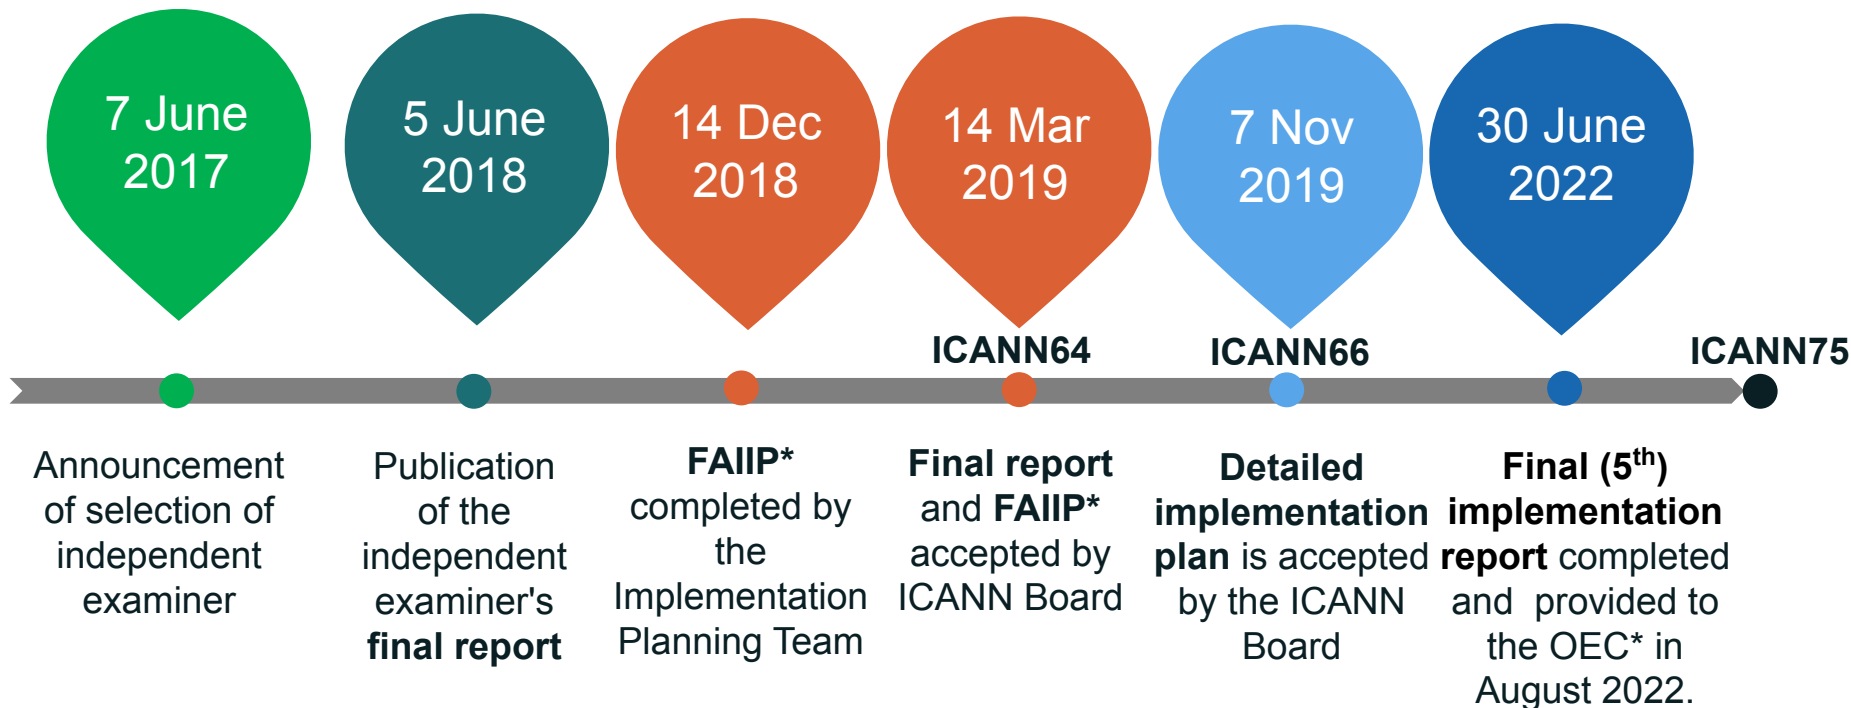 7 June
2017
5 June
2018
14 Dec
2018
14 Mar
2019
7 Nov
2019
30 June
2022
ICANN64
ICANN66
ICANN75
Announcement
of selection of
independent
examiner
Publication
of the
independent
examiner's
final report
FAIIP*
completed by
the
Implementation
Planning Team
Final report
and FAIIP*
accepted by
ICANN Board
Detailed
implementation
plan is accepted
by the ICANN
Board
Final (5th)
implementation
report completed
and provided to
the OEC* in
August 2022.